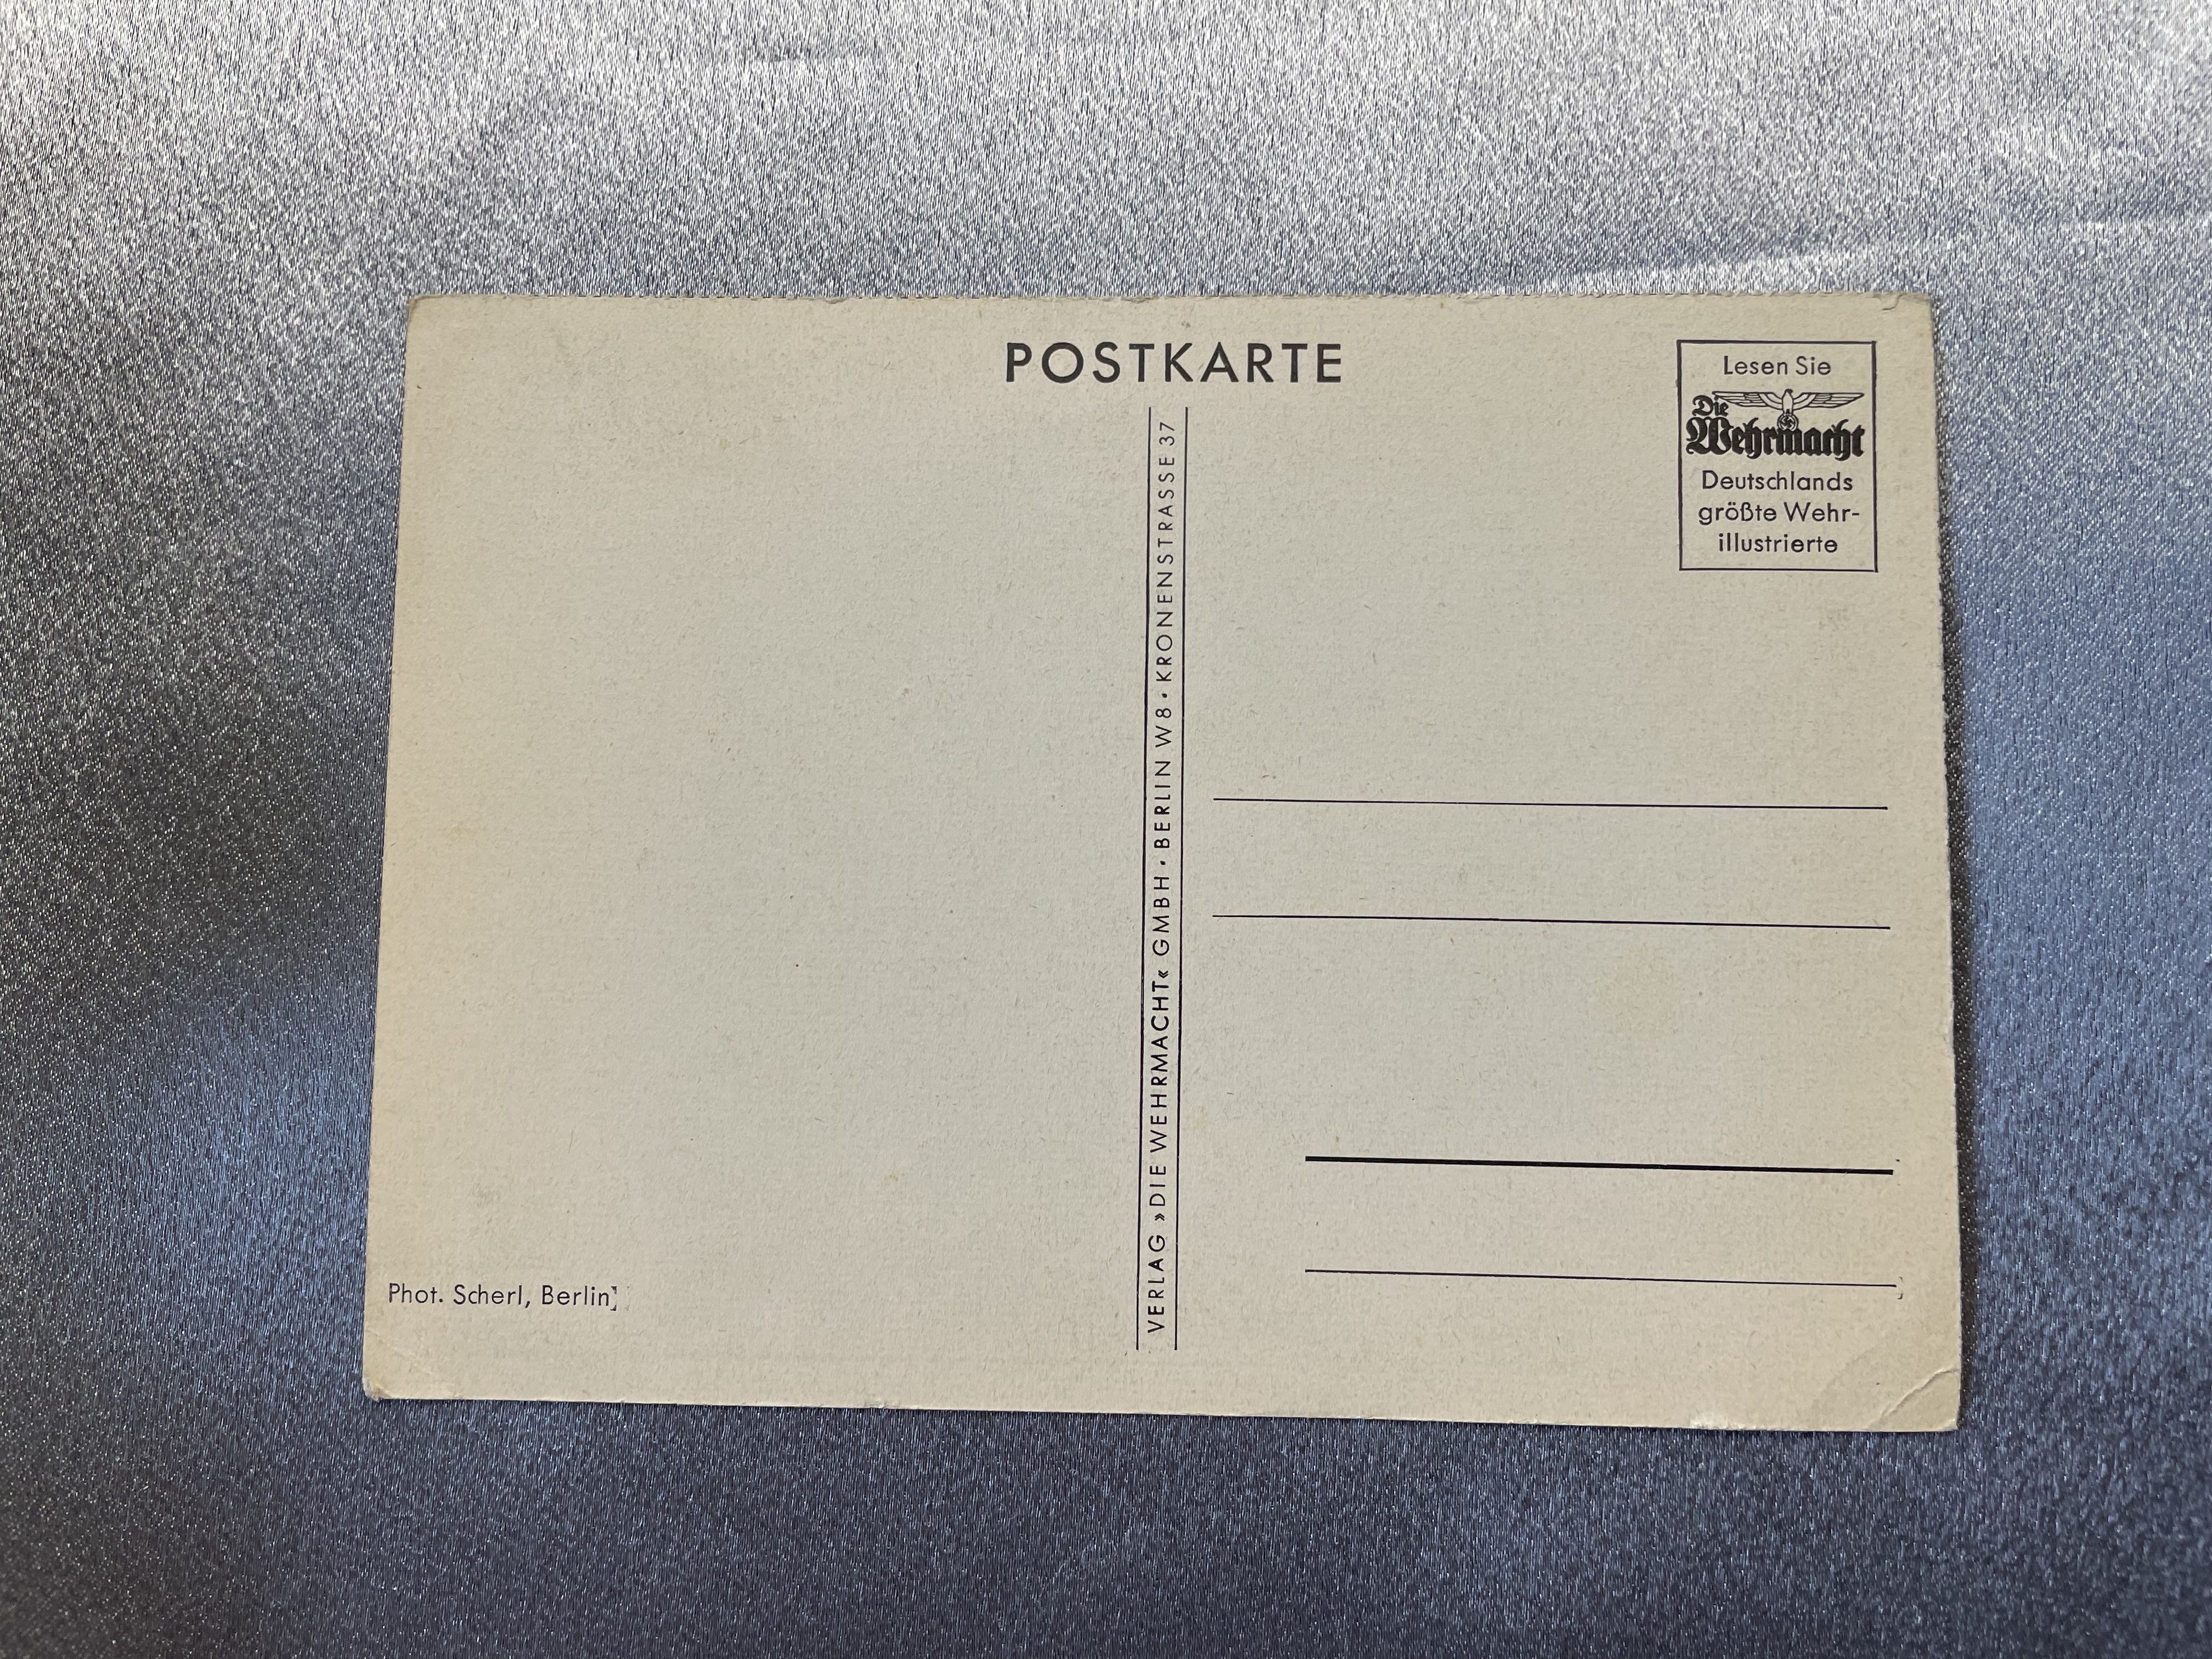 POSTKARTE
Lesen Sie
Die
Wehrmacht
Deutschlands
größte Wehr-
illustrierte
VERLAG »DIE WEHRMACHT« GMBH · BERLIN W8 · KRONENSTRASSE 37
Phot. Scherl, Berlin]